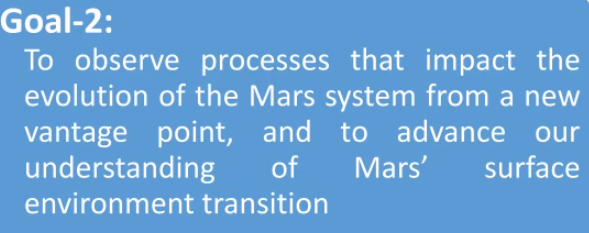 Goal-2:
To observe processes that impact the
evolution of the Mars system from a new
vantage point, and to advance our
understanding of Mars’ surface
environment transition